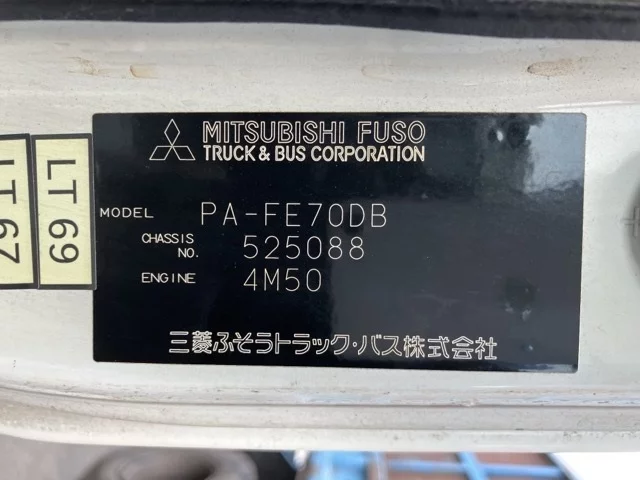 MITSUBISHI FUSO
TRUCK & BUS CORPORATION
MODEL PA-FE70DB
CHASSIS NO. 525088
ENGINE 4M50
三菱ふそうトラック・バス株式会社
LT 69
LT 67